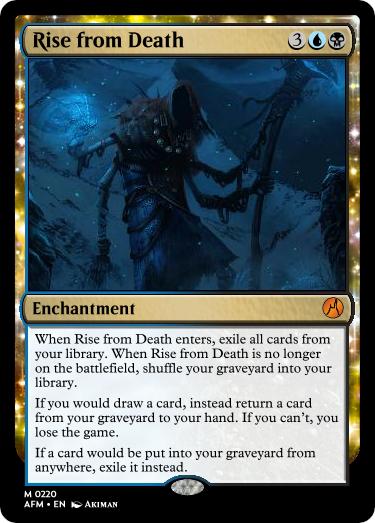 Rise from Death 3
Enchantment
When Rise from Death enters, exile all cards from
your library. When Rise from Death is no longer
on the battlefield, shuffle your graveyard into your
library.
If you would draw a card, instead return a card
from your graveyard to your hand. If you can't, you
lose the game.
If a card would be put into your graveyard from
anywhere, exile it instead.
M 0220
AFM • EN Akiman